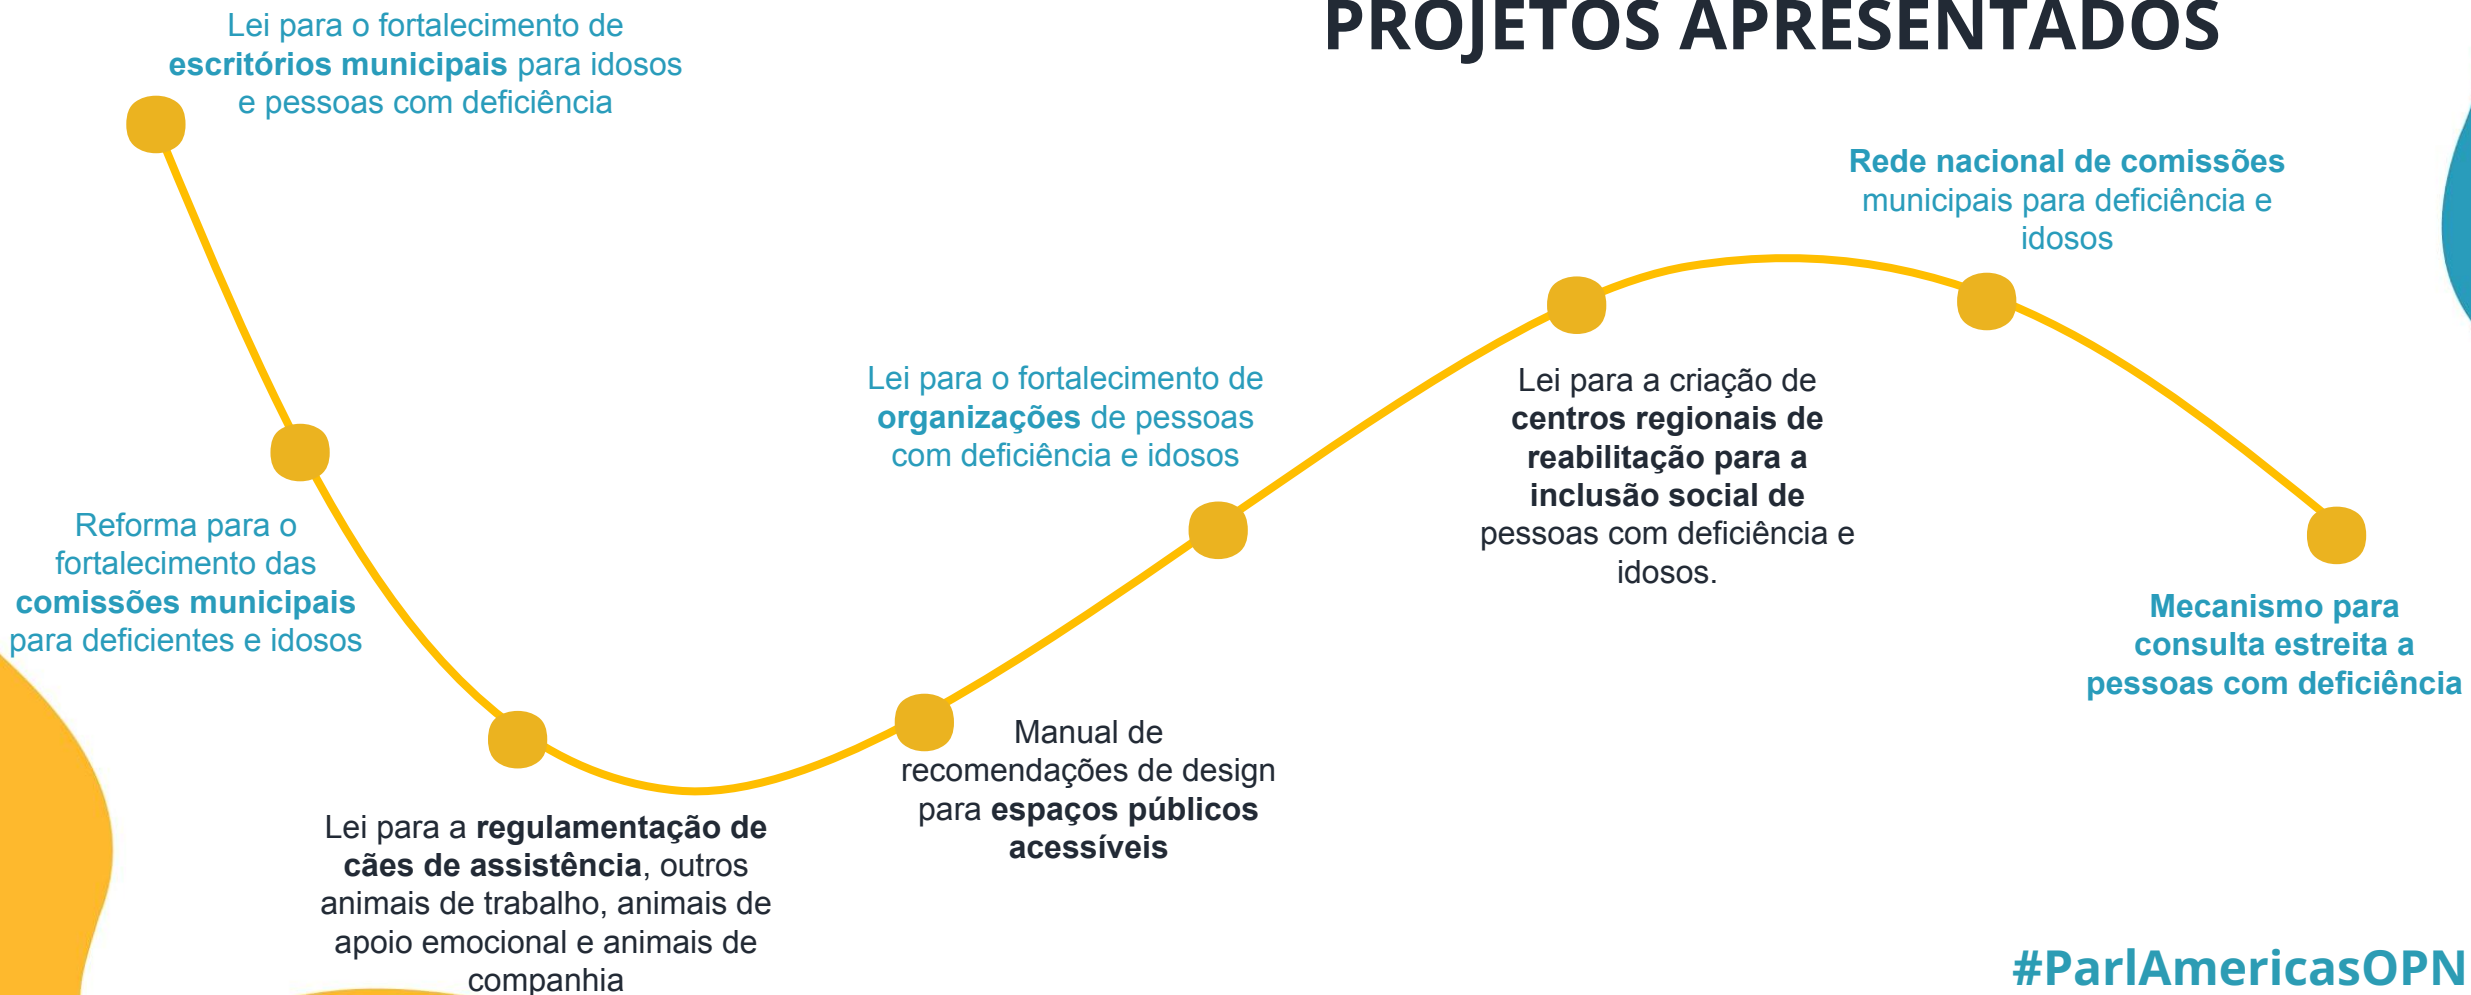 PROJETOS APRESENTADOS
Lei para o fortalecimento de
escritórios municipais para idosos
e pessoas com deficiência
Reforma para o
fortalecimento das
comissões municipais
para deficientes e idosos
Lei para a regulamentação de
cães de assistência, outros
animais de trabalho, animais de
apoio emocional e animais de
companhia
Manual de
recomendações de design
para espaços públicos
acessíveis
Lei para o fortalecimento de
organizações de pessoas
com deficiência e idosos
Lei para a criação de
centros regionais de
reabilitação para a
inclusão social de
pessoas com deficiência e
idosos.
Rede nacional de comissões
municipais para deficiência e
idosos
Mecanismo para
consulta estreita a
pessoas com deficiência
#ParlAmericasOPN